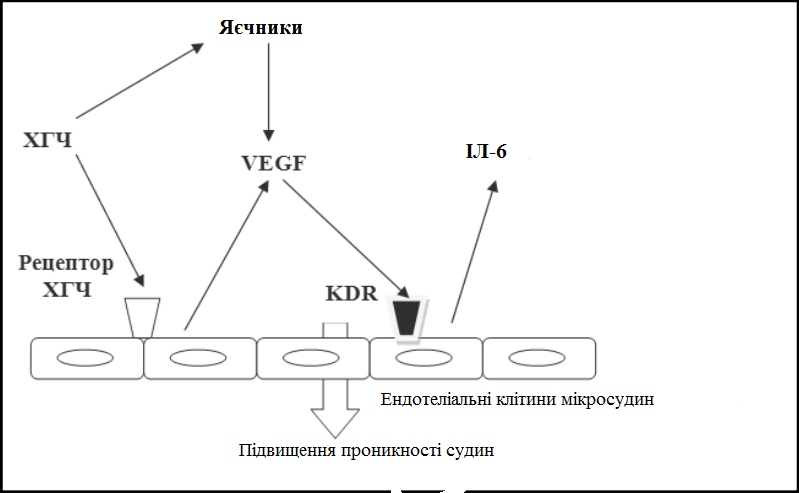 Яєчники
ХГЧ
VEGF
ІЛ-6
Рецептор
ХГЧ
KDR
Ендотеліальні клітини мікросудин
Підвищення проникності судин